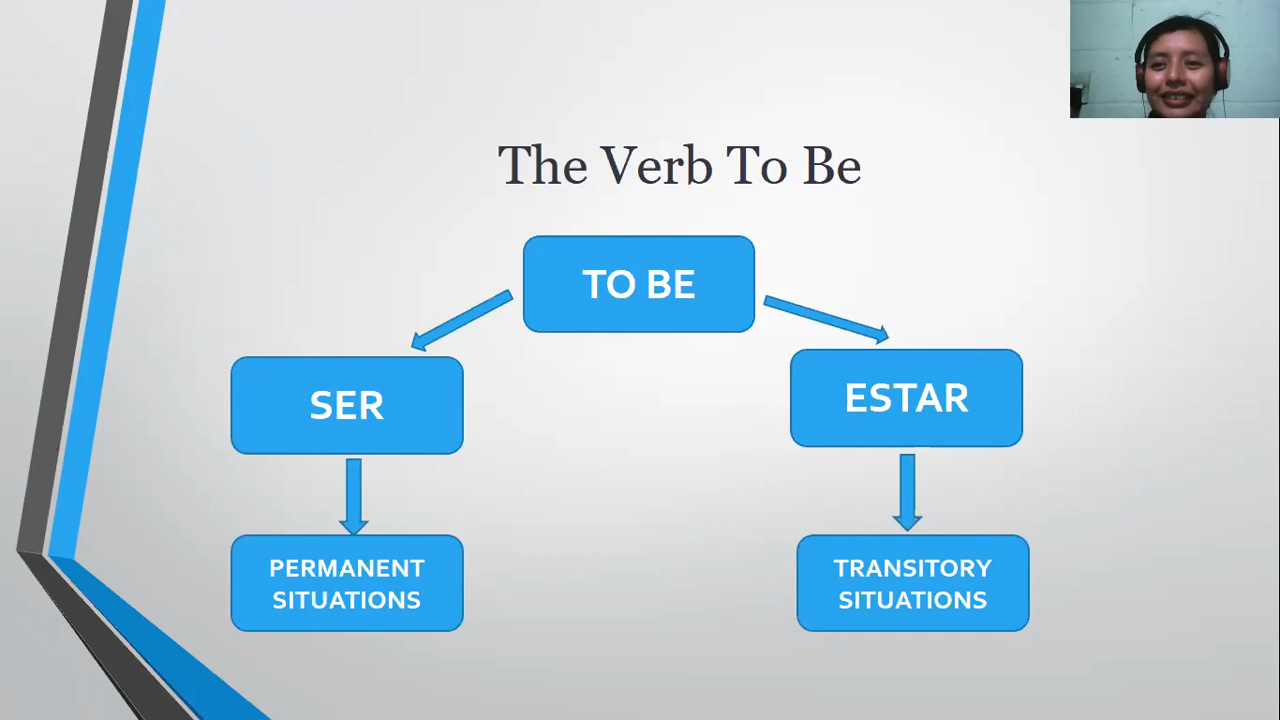 The Verb To Be
TO BE
SER
ESTAR
PERMANENT
SITUATIONS
TRANSITORY
SITUATIONS